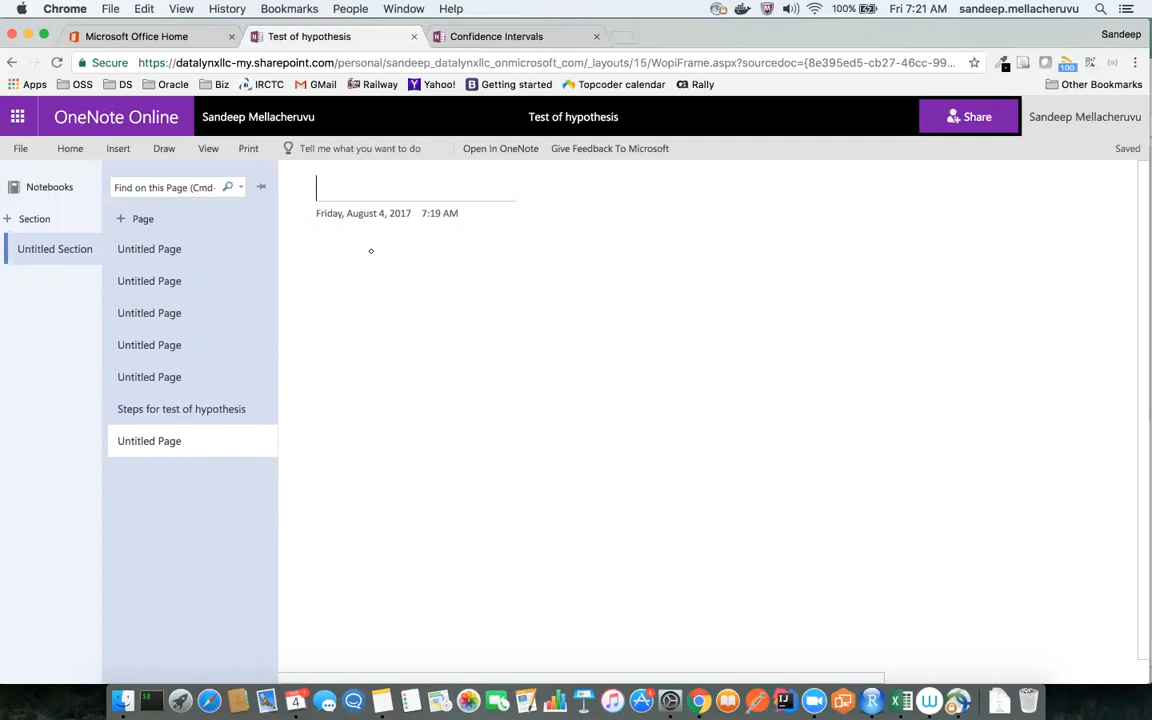 Chrome File Edit View History Bookmarks People Window Help 100% Fri 7:21 AM sandeep.mellacheruvu
Microsoft Office Home Test of hypothesis Confidence Intervals Sandeep
Secure https://datalynxllc-my.sharepoint.com/personal/sandeep_datalynxllc_onmicrosoft_com/_layouts/15/WopiFrame.aspx?sourcedoc={8e395ed5-cb27-46cc-99...
Apps OSS DS Oracle Biz IRCTC GMail Railway Yahoo! Getting started Topcoder calendar Rally Other Bookmarks
OneNote Online Sandeep Mellacheruvu Test of hypothesis Share Sandeep Mellacheruvu
File Home Insert Draw View Print Tell me what you want to do Open In OneNote Give Feedback To Microsoft Saved
Notebooks Find on this Page (Cmd-
+ Section + Page Friday, August 4, 2017 7:19 AM
Untitled Section Untitled Page
Untitled Page
Untitled Page
Untitled Page
Untitled Page
Steps for test of hypothesis
Untitled Page